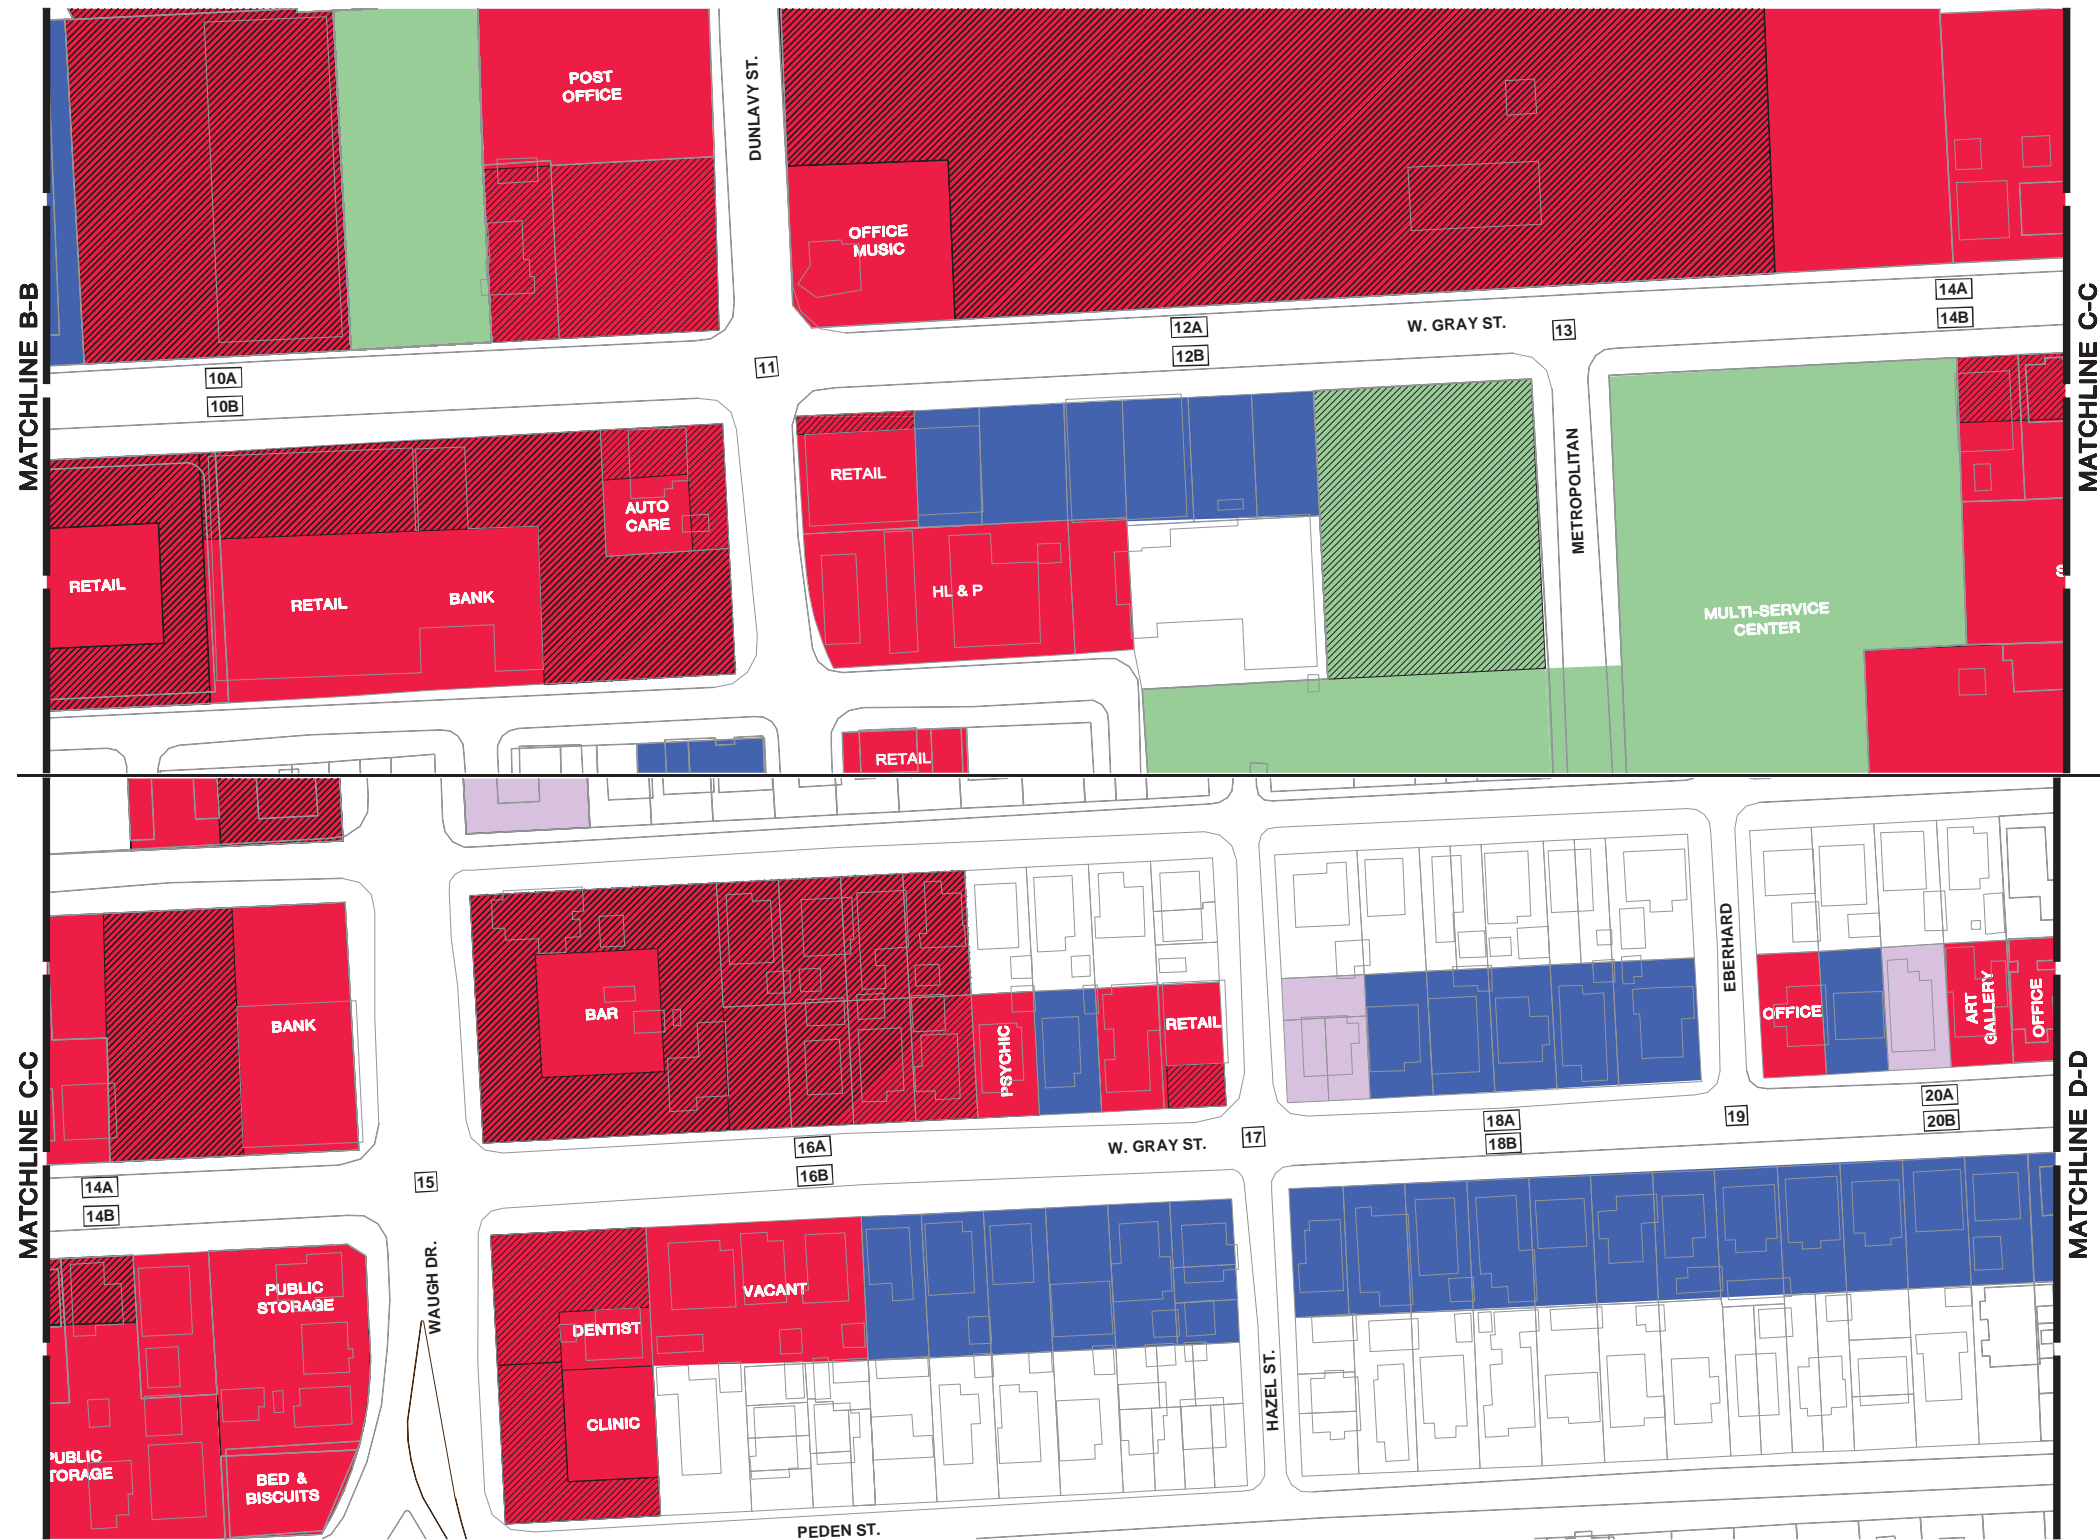 POST
OFFICE
DUNLAVY ST.
OFFICE
MUSIC
MATCHLINE B-B
MATCHLINE C-C
14A
14B
12A
12B
W. GRAY ST.
13
11
10A
10B
RETAIL
AUTO
CARE
METROPOLITAN
RETAIL
RETAIL
BANK
HL & P
MULTI-SERVICE
CENTER
S
RETAIL
EBERHARD
BANK
BAR
PSYCHIC
RETAIL
OFFICE
ART
GALLERY
OFFICE
MATCHLINE C-C
MATCHLINE D-D
20A
20B
19
18A
18B
17
W. GRAY ST.
16A
16B
15
14A
14B
WAUGH DR.
PUBLIC
STORAGE
VACANT
DENTIST
HAZEL ST.
CLINIC
PUBLIC
TORAGE
BED &
BISCUITS
PEDEN ST.